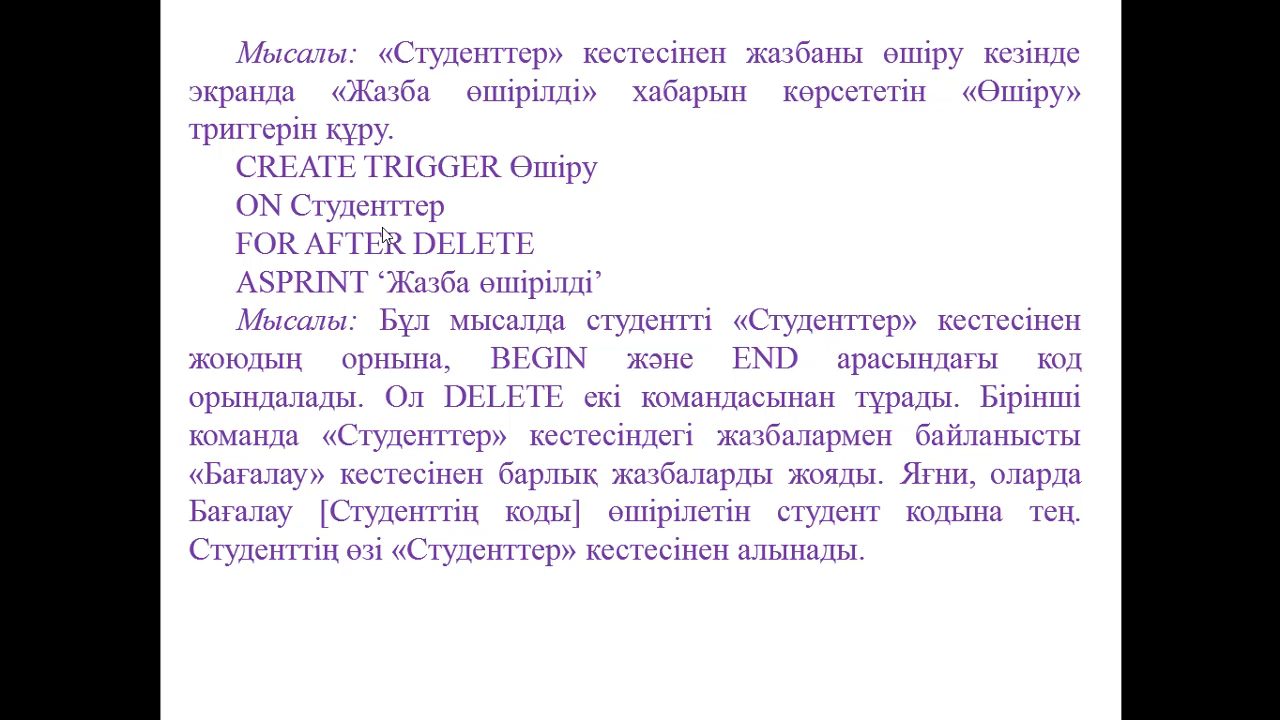 Мысалы: «Студенттер» кестесінен жазбаны өшіру кезінде
экранда «Жазба өшірілді» хабарын көрсететін «Өшіру»
триггерін құру.
CREATE TRIGGER Өшіру
ON Студенттер
FOR AFTER DELETE
ASPRINT ‘Жазба өшірілді’
Мысалы: Бұл мысалда студентті «Студенттер» кестесінен
жоюдың орнына, BEGIN және END арасындағы код
орындалады. Ол DELETE екі командасынан тұрады. Бірінші
команда «Студенттер» кестесіндегі жазбалармен байланысты
«Бағалау» кестесінен барлық жазбаларды жояды. Яғни, оларда
Бағалау [Студенттің коды] өшірілетін студент кодына тең.
Студенттің өзі «Студенттер» кестесінен алынады.